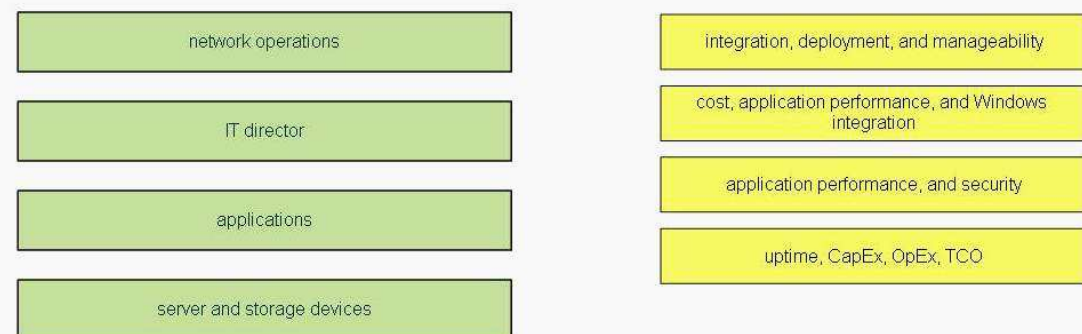 network operations
IT director
applications
server and storage devices
integration, deployment, and manageability
cost, application performance, and Windows
integration
application performance, and security
uptime, CapEx, OpEx, TCO